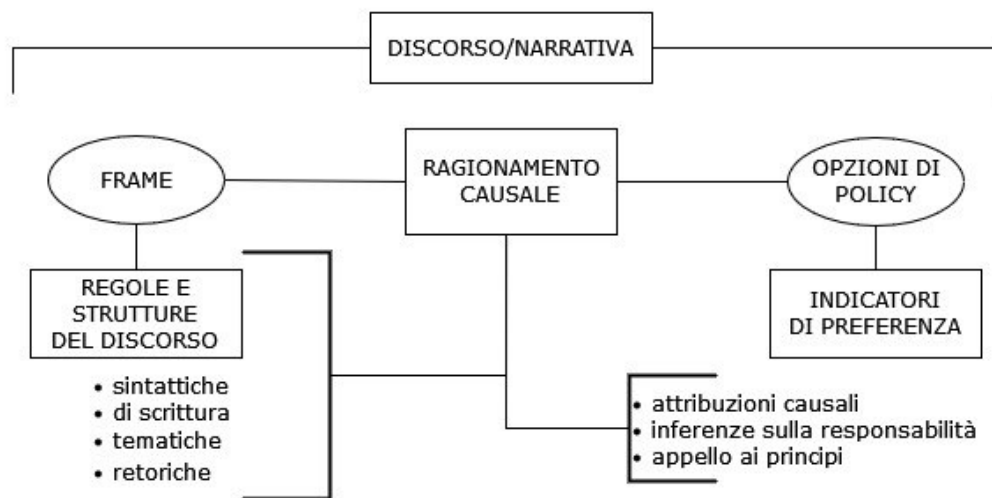 DISCORSO/NARRATIVA
FRAME
RAGIONAMENTO
CAUSALE
OPZIONI DI
POLICY
REGOLE E
STRUTTURE
DEL DISCORSO
INDICATORI
DI PREFERENZA
• sintattiche
• di scrittura
• tematiche
• retoriche
• attribuzioni causali
• inferenze sulla responsabilità
• appello ai principi